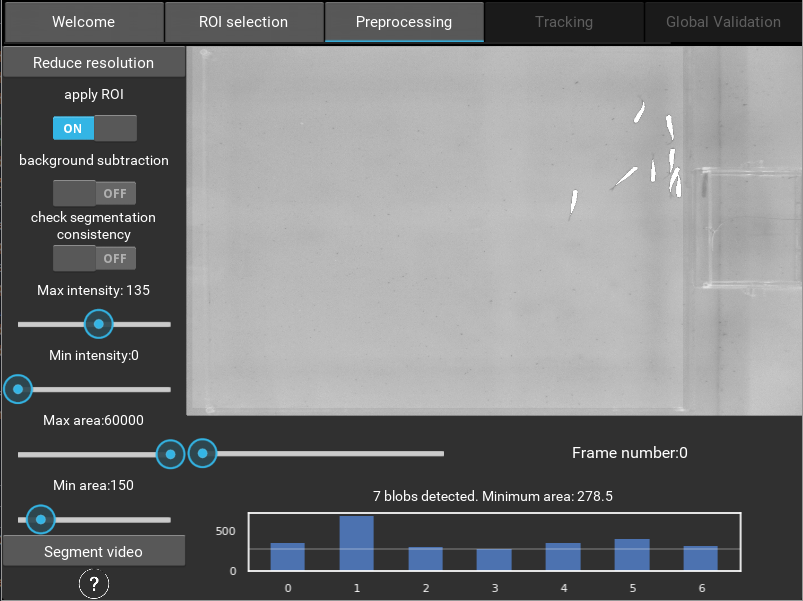 Welcome
ROI selection
Preprocessing
Tracking
Global Validation
Reduce resolution
apply ROI
ON
background subtraction
OFF
check segmentation
consistency
OFF
Max intensity: 135
Min intensity:0
Max area:60000
Frame number:0
Min area:150
7 blobs detected. Minimum area: 278.5
500
0
0 1 2 3 4 5 6
Segment video
?